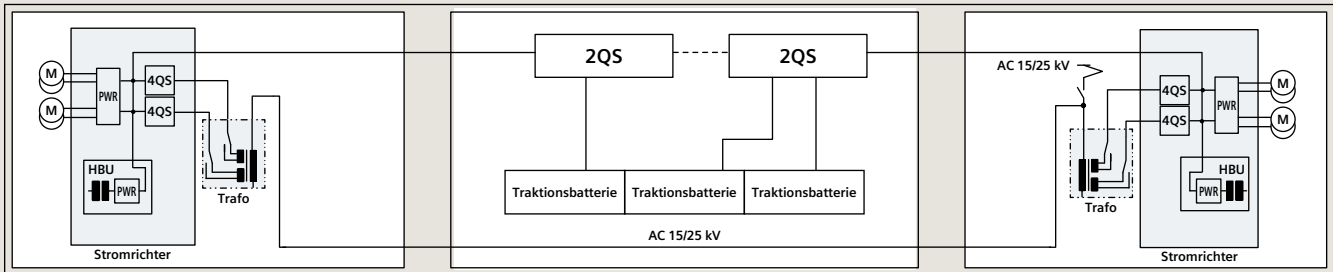 M
M
PWR
4QS
4QS
HBU
PWR
Trafo
Stromrichter
2QS
2QS
Traktionsbatterie
Traktionsbatterie
Traktionsbatterie
AC 15/25 kV
AC 15/25 kV
4QS
4QS
PWR
M
M
HBU
PWR
Trafo
Stromrichter